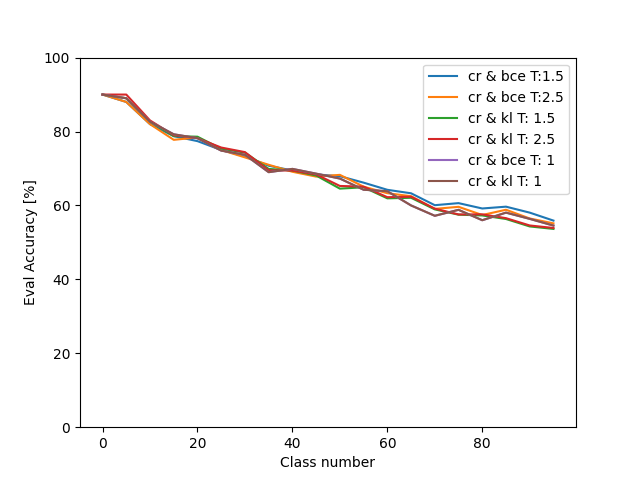 100
80
60
40
20
0
Eval Accuracy [%]
cr & bce T:1.5
cr & bce T:2.5
cr & kl T: 1.5
cr & kl T: 2.5
cr & bce T: 1
cr & kl T: 1
0 20 40 60 80
Class number